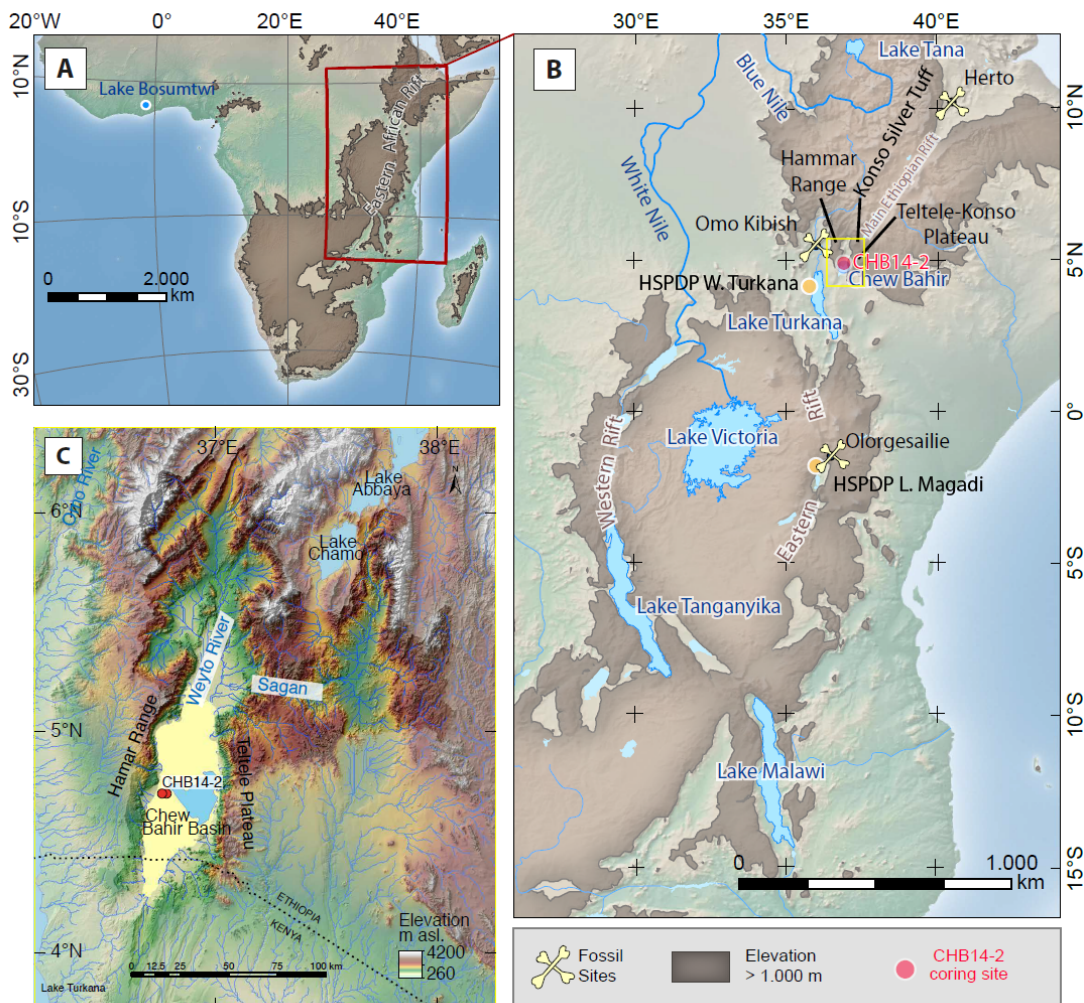 20°W
0°E
20°E
40°E
A
10°N
10°S
30°S
Lake Bosumtwi
Eastern African Rift
0
2.000
km
30°E
35°E
40°E
B
10°N
5°N
0°
5°S
10°S
15°S
Lake Tana
Blue Nile
Herto
White Nile
Hammar
Range
Konso Silver Tuff
Main Ethiopian Rift
Teltele-Konso
Plateau
Omo Kibish
CHB14-2
Chew Bahir
HSPDP W. Turkana
Lake Turkana
Western Rift
Lake Victoria
Eastern
Rift
Olorgesailie
HSPDP L. Magadi
Lake Tanganyika
Lake Malawi
0
1.000
km
C
37°E
38°E
N
6°N
5°N
4°N
Omo River
Lake
Abbaya
Lake
Chamo
Weyto River
Sagan
Hamar Range
Teltele Plateau
CHB14-2
Chew
Bahir Basin
ETHIOPIA
KENYA
Elevation
m asl.
4200
260
0 12.5 25 50 75 100 km
Lake Turkana
Fossil
Sites
Elevation
> 1.000 m
CHB14-2
coring site